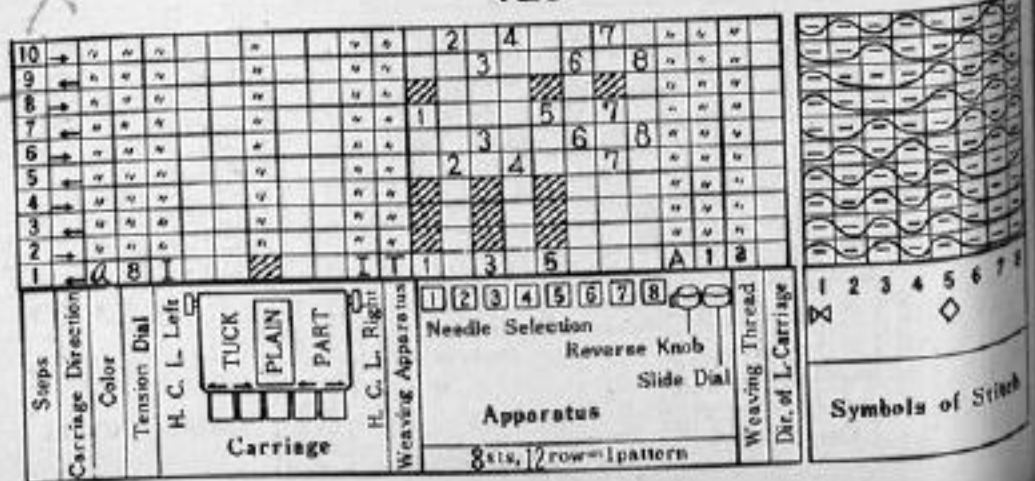 10 → 〃 〃 〃 〃 〃 〃 2 4 7 〃 〃 〃
9 ← 〃 〃 〃 〃 〃 〃 3 6 8 〃 〃 〃
8 → 〃 〃 〃 〃 〃 〃 〃 〃 〃
7 ← 〃 〃 〃 〃 〃 〃 1 5 7 〃 〃 〃
6 → 〃 〃 〃 〃 〃 〃 3 6 8 〃 〃 〃
5 ← 〃 〃 〃 〃 〃 〃 2 4 7 〃 〃 〃
4 → 〃 〃 〃 〃 〃 〃 〃 〃 〃
3 ← 〃 〃 〃 〃 〃 〃 〃 〃 〃
2 → 〃 〃 〃 〃 〃 〃 〃 〃 〃
1 ← a 8 I I T 1 3 5 A 1
Steps
Carriage Direction
Color
Tension Dial
H. C. L. Left
TUCK
PLAIN
PART
Carriage
H. C. L. Right
Weaving Apparatus
1 2 3 4 5 6 7 8
Needle Selection
Reverse Knob
Slide Dial
Apparatus
8sts, 12row=1pattern
Weaving Thread
Dir. of L-Carriage
1 2 3 4 5 6 7 8
Symbols of Stitch